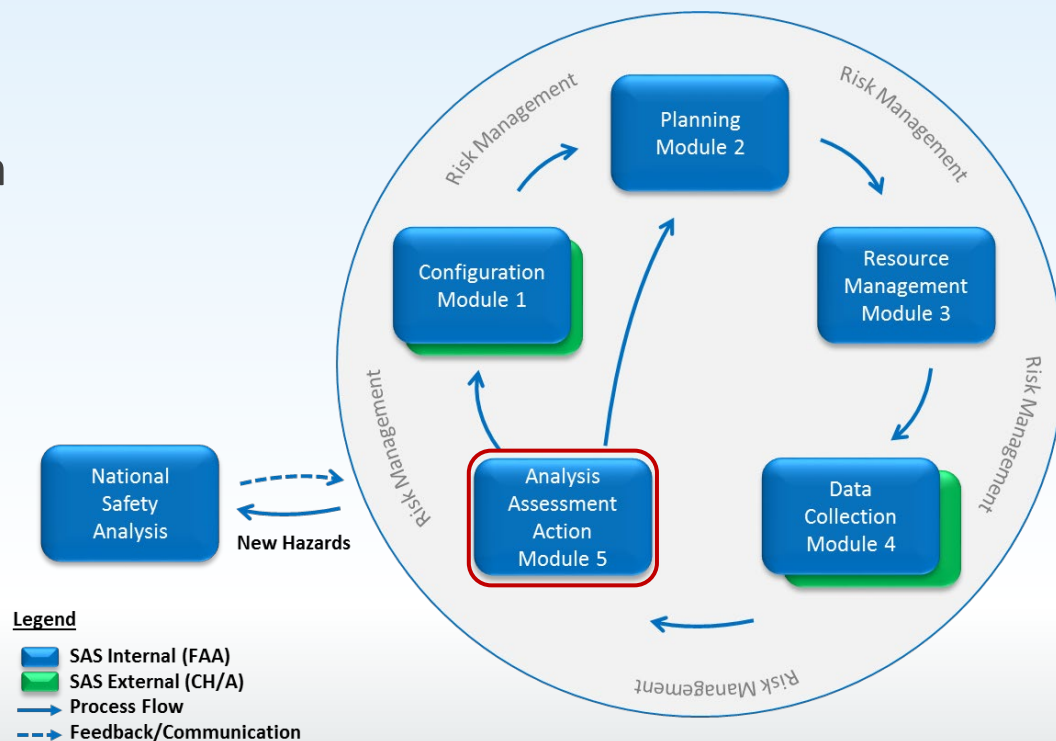 Risk Management
Risk Management
Planning
Module 2
n
Configuration
Module 1
Resource
Management
Module 3
Risk Management
Risk Management
National
Safety
Analysis
New Hazards
Analysis
Assessment
Action
Module 5
Data
Collection
Module 4
Risk Management
Legend
SAS Internal (FAA)
SAS External (CH/A)
Process Flow
Feedback/Communication